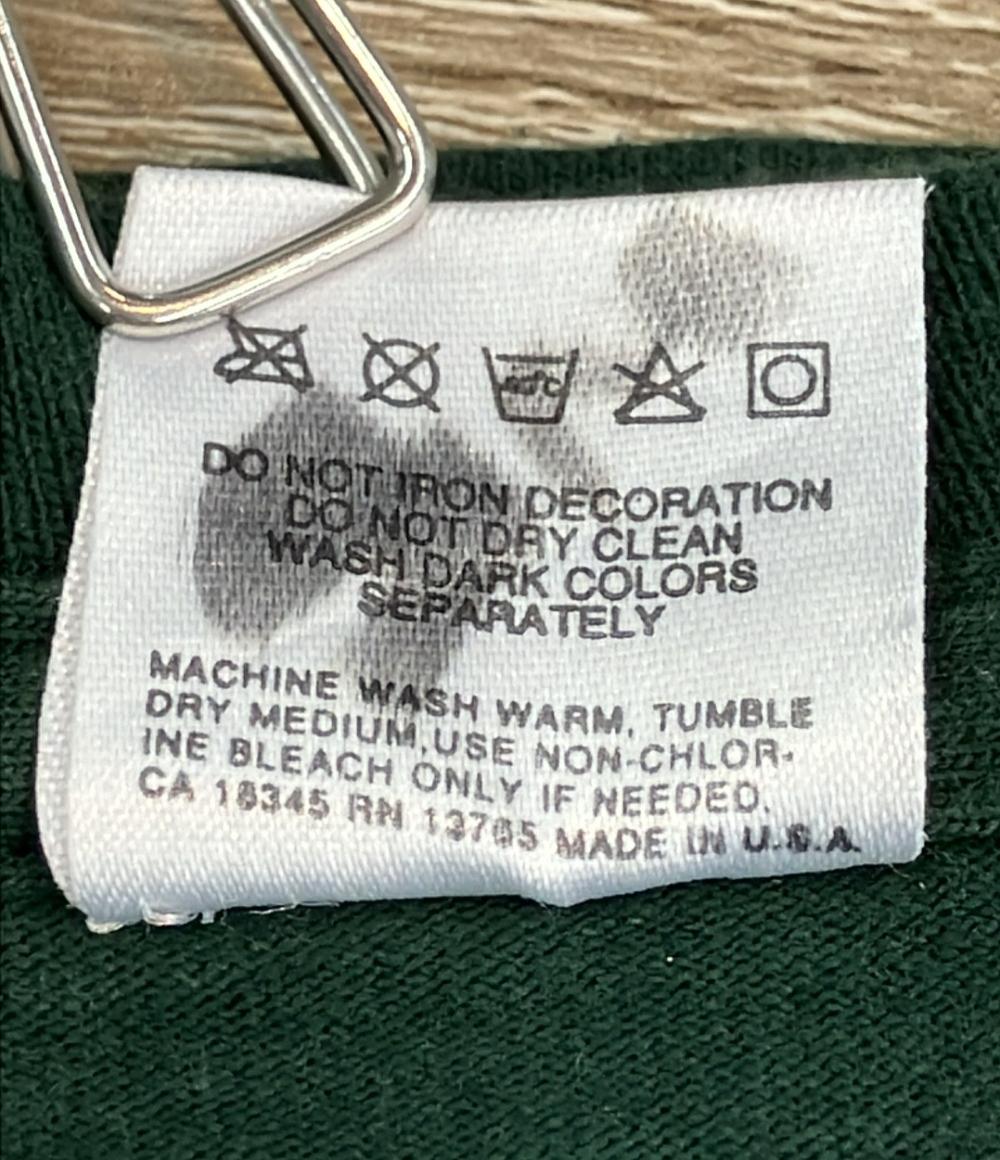 DO NOT IRON DECORATION
DO NOT DRY CLEAN
WASH DARK COLORS
SEPARATELY
MACHINE WASH WARM, TUMBLE
DRY MEDIUM,USE NON-CHLOR-
INE BLEACH ONLY IF NEEDED.
CA 18345 RN 13765 MADE IN U.S.A.